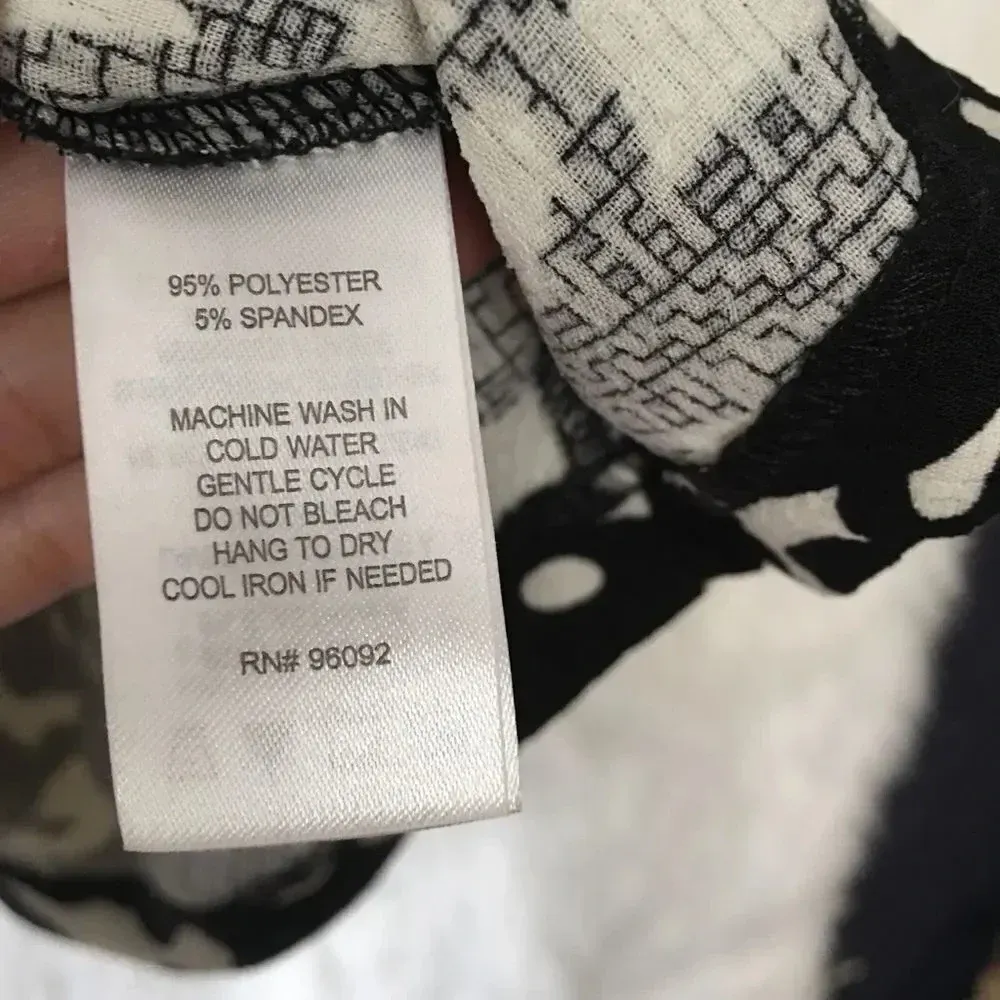 95% POLYESTER
5% SPANDEX
MACHINE WASH IN
COLD WATER
GENTLE CYCLE
DO NOT BLEACH
HANG TO DRY
COOL IRON IF NEEDED
RN# 96092